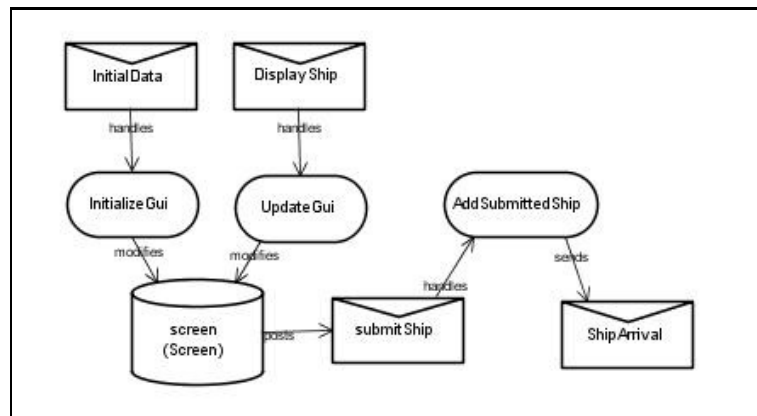 Initial Data
Display Ship
handles
handles
Initialize Gui
Update Gui
Add Submitted Ship
modifies
modifies
sends
handles
screen
(Screen)
posts
submit Ship
Ship Arrival